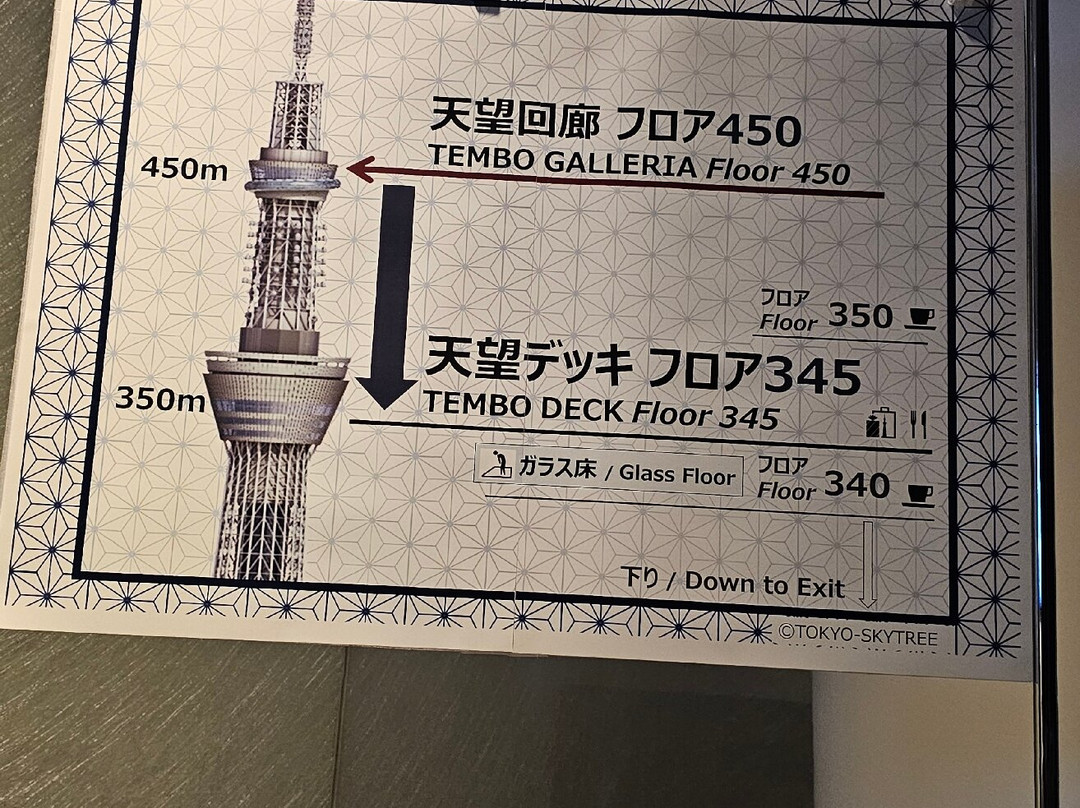 天望回廊 フロア450
TEMBO GALLERIA Floor 450
450m
フロア
Floor 350
天望デッキ フロア345
350m
TEMBO DECK Floor 345
ガラス床 / Glass Floor
フロア
Floor 340
下り / Down to Exit
©TOKYO-SKYTREE